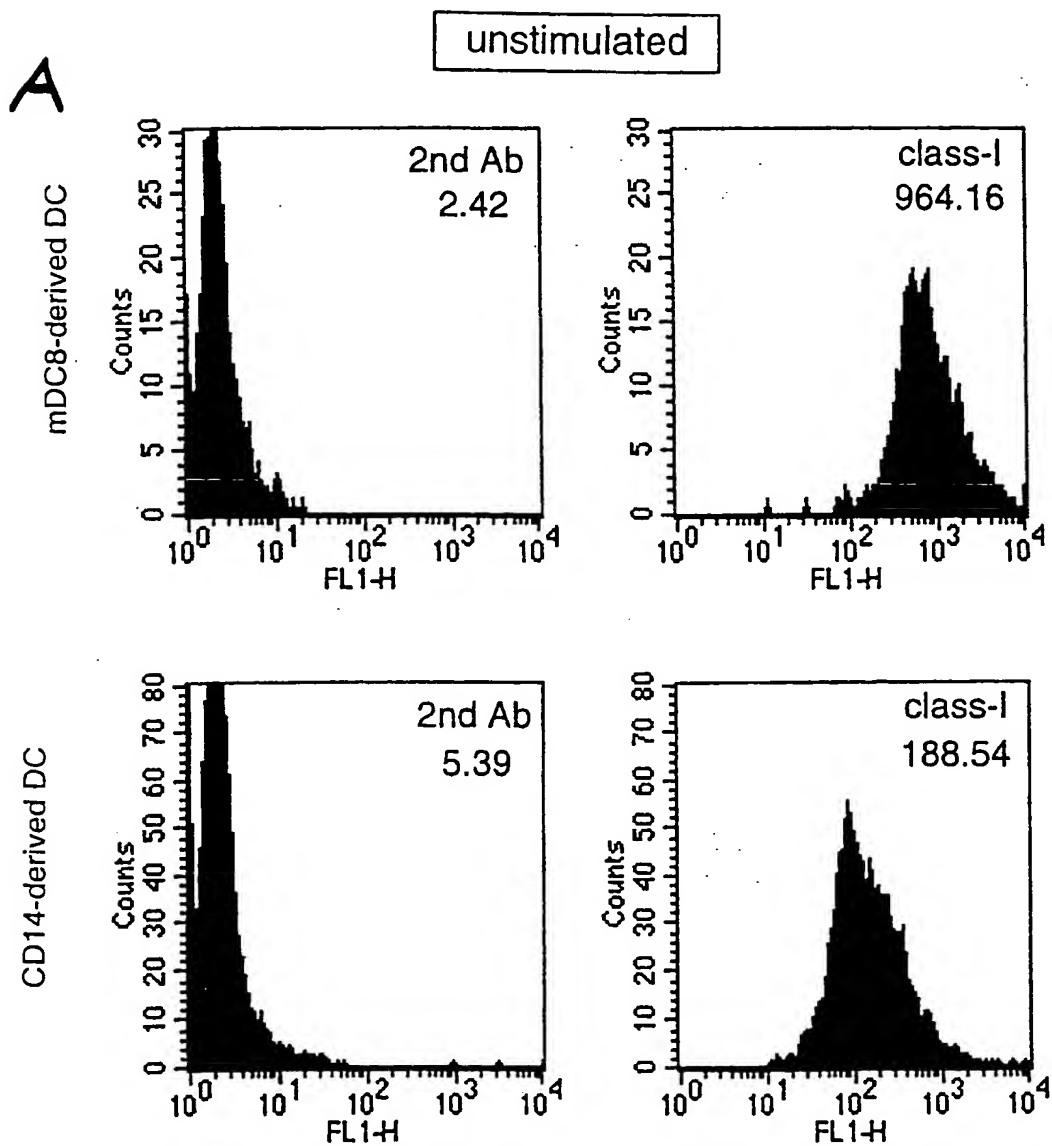 unstimulated
A
mDC8-derived DC
2nd Ab
2.42
Counts
30
25
20
15
10
5
0
10^0 10^1 10^2 10^3 10^4
FL1-H
class-I
964.16
Counts
30
25
20
15
10
5
0
10^0 10^1 10^2 10^3 10^4
FL1-H
CD14-derived DC
2nd Ab
5.39
Counts
80
70
60
50
40
30
20
10
0
10^0 10^1 10^2 10^3 10^4
FL1-H
class-I
188.54
Counts
80
70
60
50
40
30
20
10
0
10^0 10^1 10^2 10^3 10^4
FL1-H